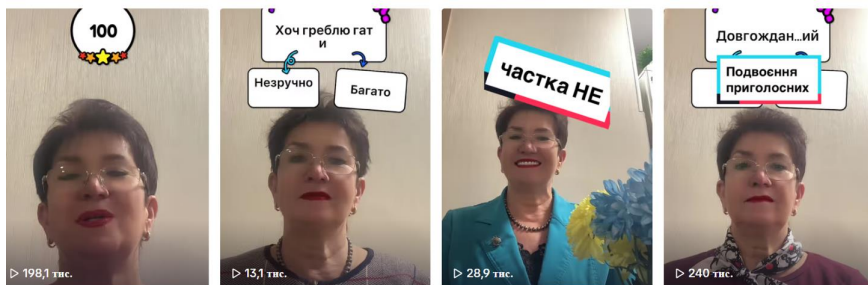 100
Хоч греблю гат
и
Незручно
Багато
частка НЕ
Довгождан...ий
Подвоєння
приголосних
198,1 тис.
13,1 тис.
28,9 тис.
240 тис.